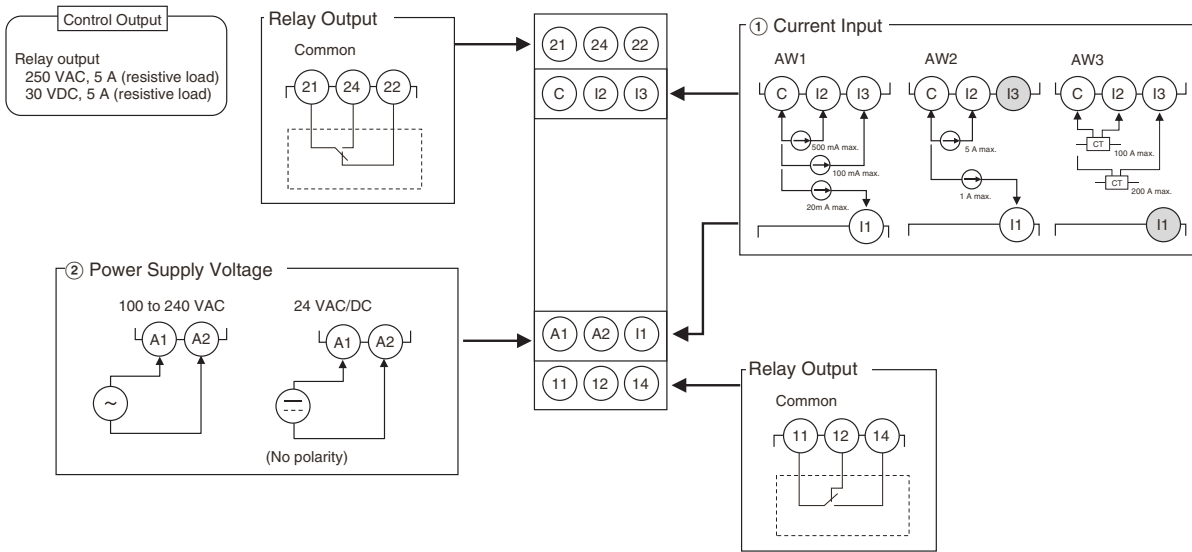 Control Output
Relay output
250 VAC, 5 A (resistive load)
30 VDC, 5 A (resistive load)
Relay Output
Common
21 24 22
21 24 22
C I2 I3
① Current Input
AW1
C I2 I3
500 mA max.
100 mA max.
20m A max.
I1
AW2
C I2 I3
5 A max.
1 A max.
I1
AW3
C I2 I3
CT
100 A max.
CT
200 A max.
I1
② Power Supply Voltage
100 to 240 VAC
A1 A2
~
24 VAC/DC
A1 A2
(No polarity)
A1 A2 I1
11 12 14
Relay Output
Common
11 12 14